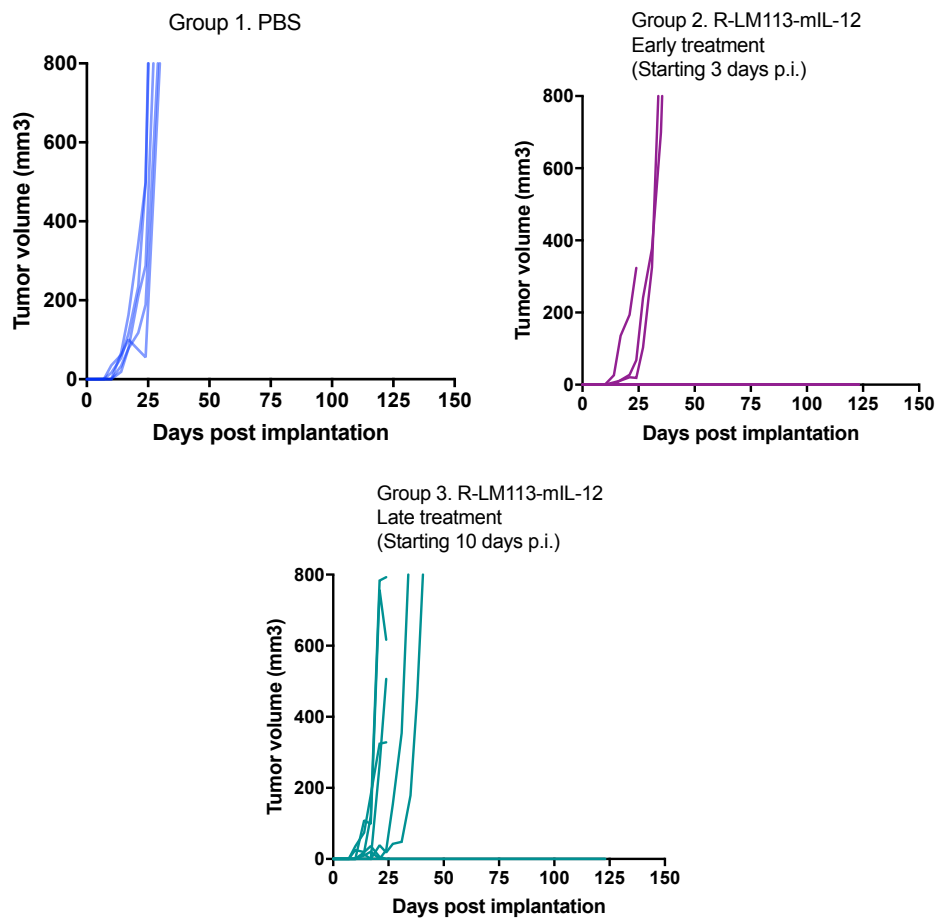 Group 1. PBS
Tumor volume (mm3)
800
600
400
200
0
0 25 50 75 100 125 150
Days post implantation
Group 2. R-LM113-mIL-12
Early treatment
(Starting 3 days p.i.)
Tumor volume (mm3)
800
600
400
200
0
0 25 50 75 100 125 150
Days post implantation
Group 3. R-LM113-mIL-12
Late treatment
(Starting 10 days p.i.)
Tumor volume (mm3)
800
600
400
200
0
0 25 50 75 100 125 150
Days post implantation